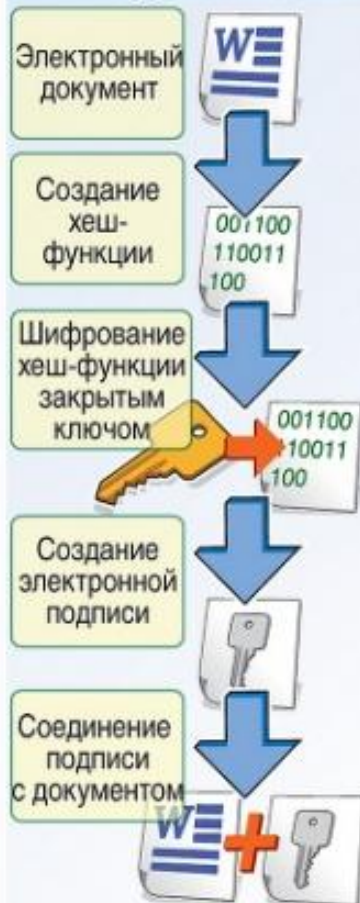 Электронный
документ
W
Создание
хеш-
функции
001100
110011
100
Шифрование
хеш-функции
закрытым
ключом
001100
10011
100
Создание
электронной
подписи
Соединение
подписи
с документом
W